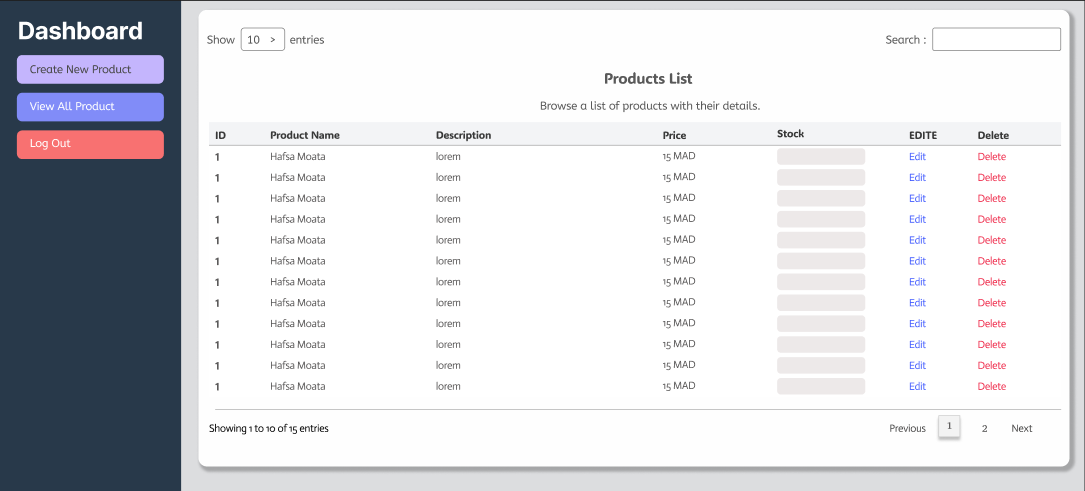 Dashboard
Create New Product
View All Product
Log Out
Show 10 > entries
Search :
Products List
Browse a list of products with their details.
ID Product Name Description Price Stock EDITE Delete
1 Hafsa Moata lorem 15 MAD Edit Delete
1 Hafsa Moata lorem 15 MAD Edit Delete
1 Hafsa Moata lorem 15 MAD Edit Delete
1 Hafsa Moata lorem 15 MAD Edit Delete
1 Hafsa Moata lorem 15 MAD Edit Delete
1 Hafsa Moata lorem 15 MAD Edit Delete
1 Hafsa Moata lorem 15 MAD Edit Delete
1 Hafsa Moata lorem 15 MAD Edit Delete
1 Hafsa Moata lorem 15 MAD Edit Delete
1 Hafsa Moata lorem 15 MAD Edit Delete
1 Hafsa Moata lorem 15 MAD Edit Delete
1 Hafsa Moata lorem 15 MAD Edit Delete
Showing 1 to 10 of 15 entries
Previous 1 2 Next